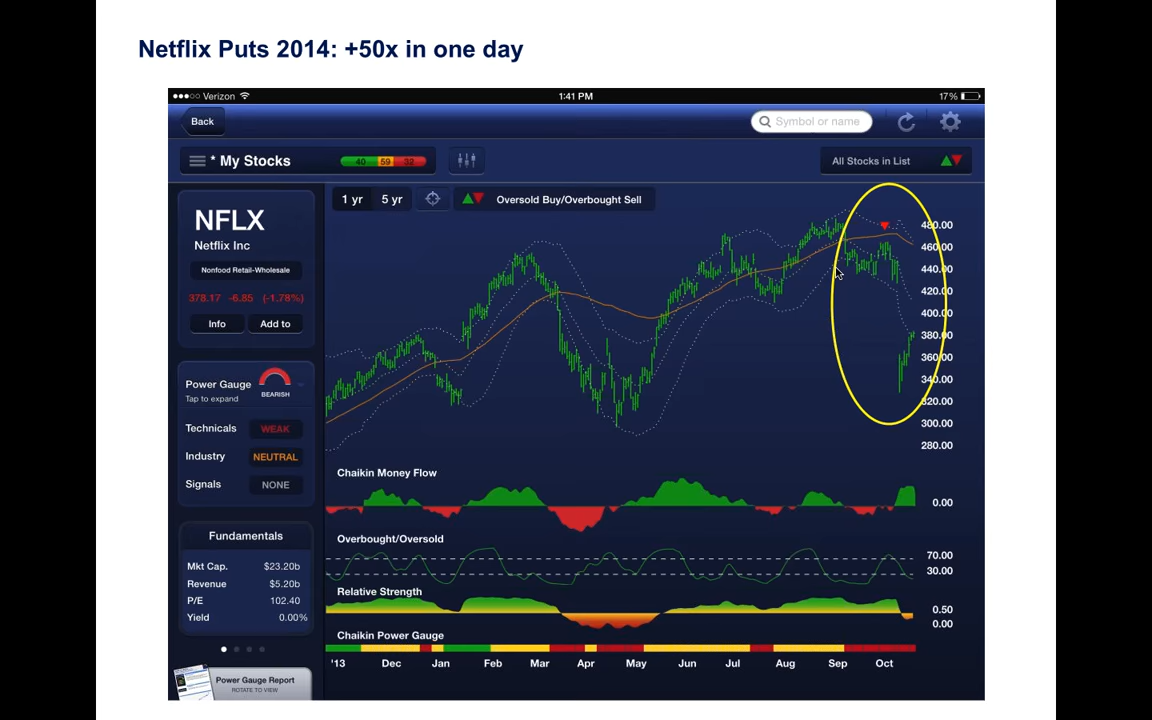 Netflix Puts 2014: +50x in one day
Verizon 1:41 PM 17%
Back Symbol or name
* My Stocks 40 59 32 All Stocks in List
1 yr 5 yr Oversold Buy/Overbought Sell
NFLX
Netflix Inc
Nonfood Retail-Wholesale
378.17 -6.85 (-1.78%)
Info Add to
Power Gauge
Tap to expand
BEARISH
Technicals WEAK
Industry NEUTRAL
Signals NONE
Fundamentals
Mkt Cap. $23.20b
Revenue $5.20b
P/E 102.40
Yield 0.00%
Power Gauge Report
ROTATE TO VIEW
480.00
460.00
440.00
420.00
400.00
380.00
360.00
340.00
320.00
300.00
280.00
Chaikin Money Flow
0.00
Overbought/Oversold
70.00
30.00
Relative Strength
0.50
0.00
Chaikin Power Gauge
'13 Dec Jan Feb Mar Apr May Jun Jul Aug Sep Oct